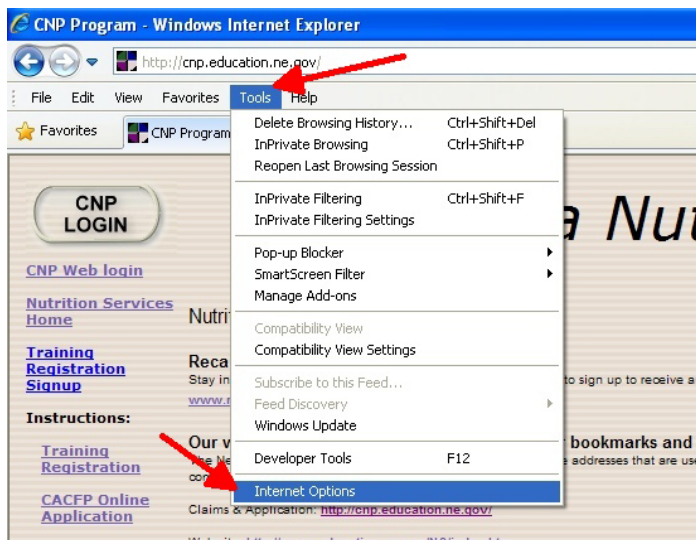 CNP Program - Windows Internet Explorer
http://cnp.education.ne.gov/
File Edit View Favorites Tools Help
Favorites CNP Program
Delete Browsing History... Ctrl+Shift+Del
InPrivate Browsing Ctrl+Shift+P
Reopen Last Browsing Session
InPrivate Filtering Ctrl+Shift+F
InPrivate Filtering Settings
Pop-up Blocker
SmartScreen Filter
Manage Add-ons
Compatibility View
Compatibility View Settings
Subscribe to this Feed...
Feed Discovery
Windows Update
Developer Tools F12
Internet Options
CNP
LOGIN
CNP Web login
Nutrition Services
Home
Training
Registration
Signup
Instructions:
Training
Registration
CACFP Online
Application
a Nut
Nutri
Reca
Stay in to sign up to receive a
www.
Our bookmarks and
The Ne addresses that are use
Claims & Application: http://cnp.education.ne.gov/